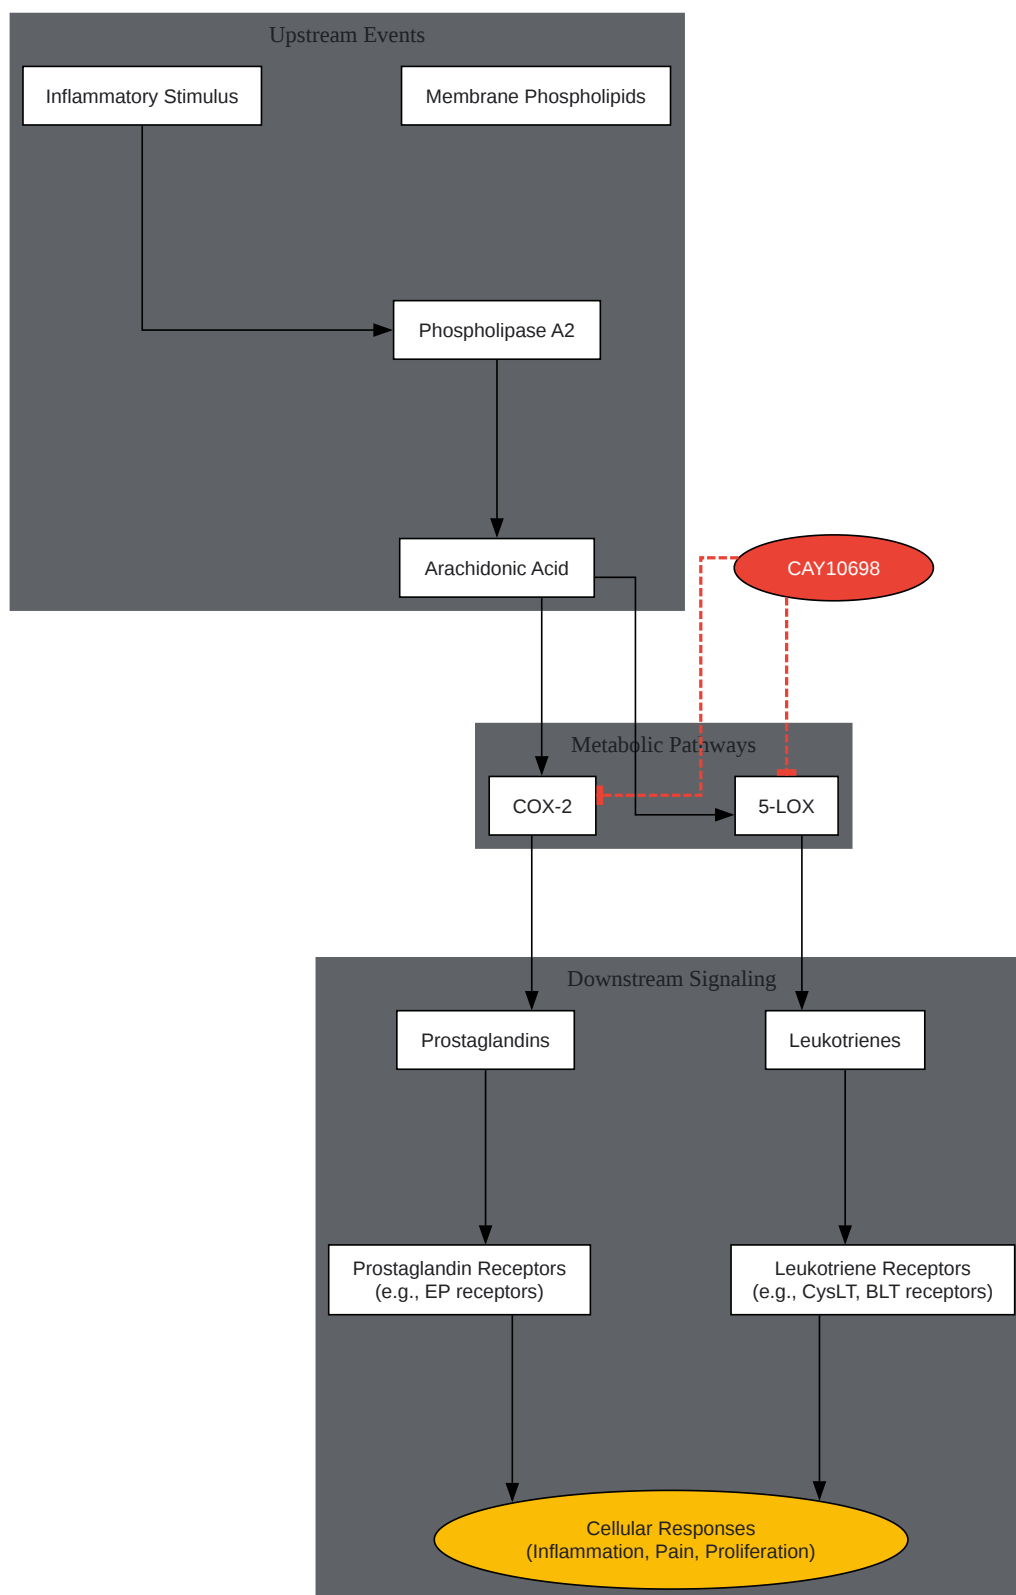 Upstream Events
Inflammatory Stimulus
Membrane Phospholipids
Phospholipase A2
Arachidonic Acid
CAY10698
Metabolic Pathways
COX-2
5-LOX
Downstream Signaling
Prostaglandins
Leukotrienes
Prostaglandin Receptors
(e.g., EP receptors)
Leukotriene Receptors
(e.g., CysLT, BLT receptors)
Cellular Responses
(Inflammation, Pain, Proliferation)